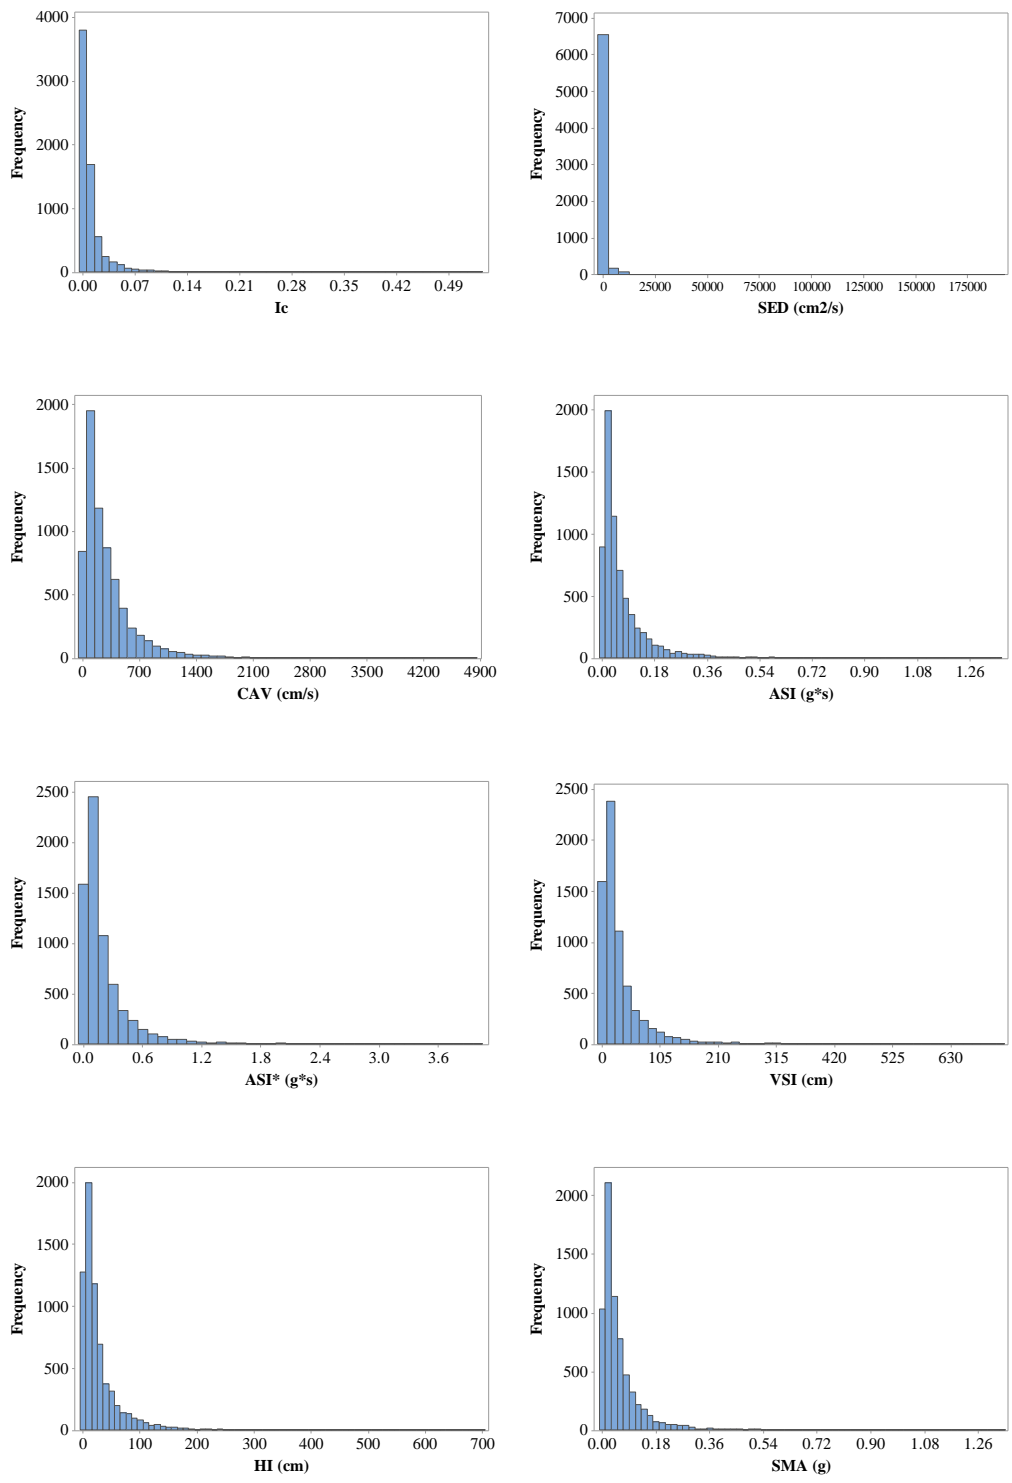 4000
3000
2000
1000
0
Frequency
0.00 0.07 0.14 0.21 0.28 0.35 0.42 0.49
Ic
7000
6000
5000
4000
3000
2000
1000
0
Frequency
0 25000 50000 75000 100000 125000 150000 175000
SED (cm2/s)
2000
1500
1000
500
0
Frequency
0 700 1400 2100 2800 3500 4200 4900
CAV (cm/s)
2000
1500
1000
500
0
Frequency
0.00 0.18 0.36 0.54 0.72 0.90 1.08 1.26
ASI (g*s)
2500
2000
1500
1000
500
0
Frequency
0.0 0.6 1.2 1.8 2.4 3.0 3.6
ASI* (g*s)
2500
2000
1500
1000
500
0
Frequency
0 105 210 315 420 525 630
VSI (cm)
2000
1500
1000
500
0
Frequency
0 100 200 300 400 500 600 700
HI (cm)
2000
1500
1000
500
0
Frequency
0.00 0.18 0.36 0.54 0.72 0.90 1.08 1.26
SMA (g)